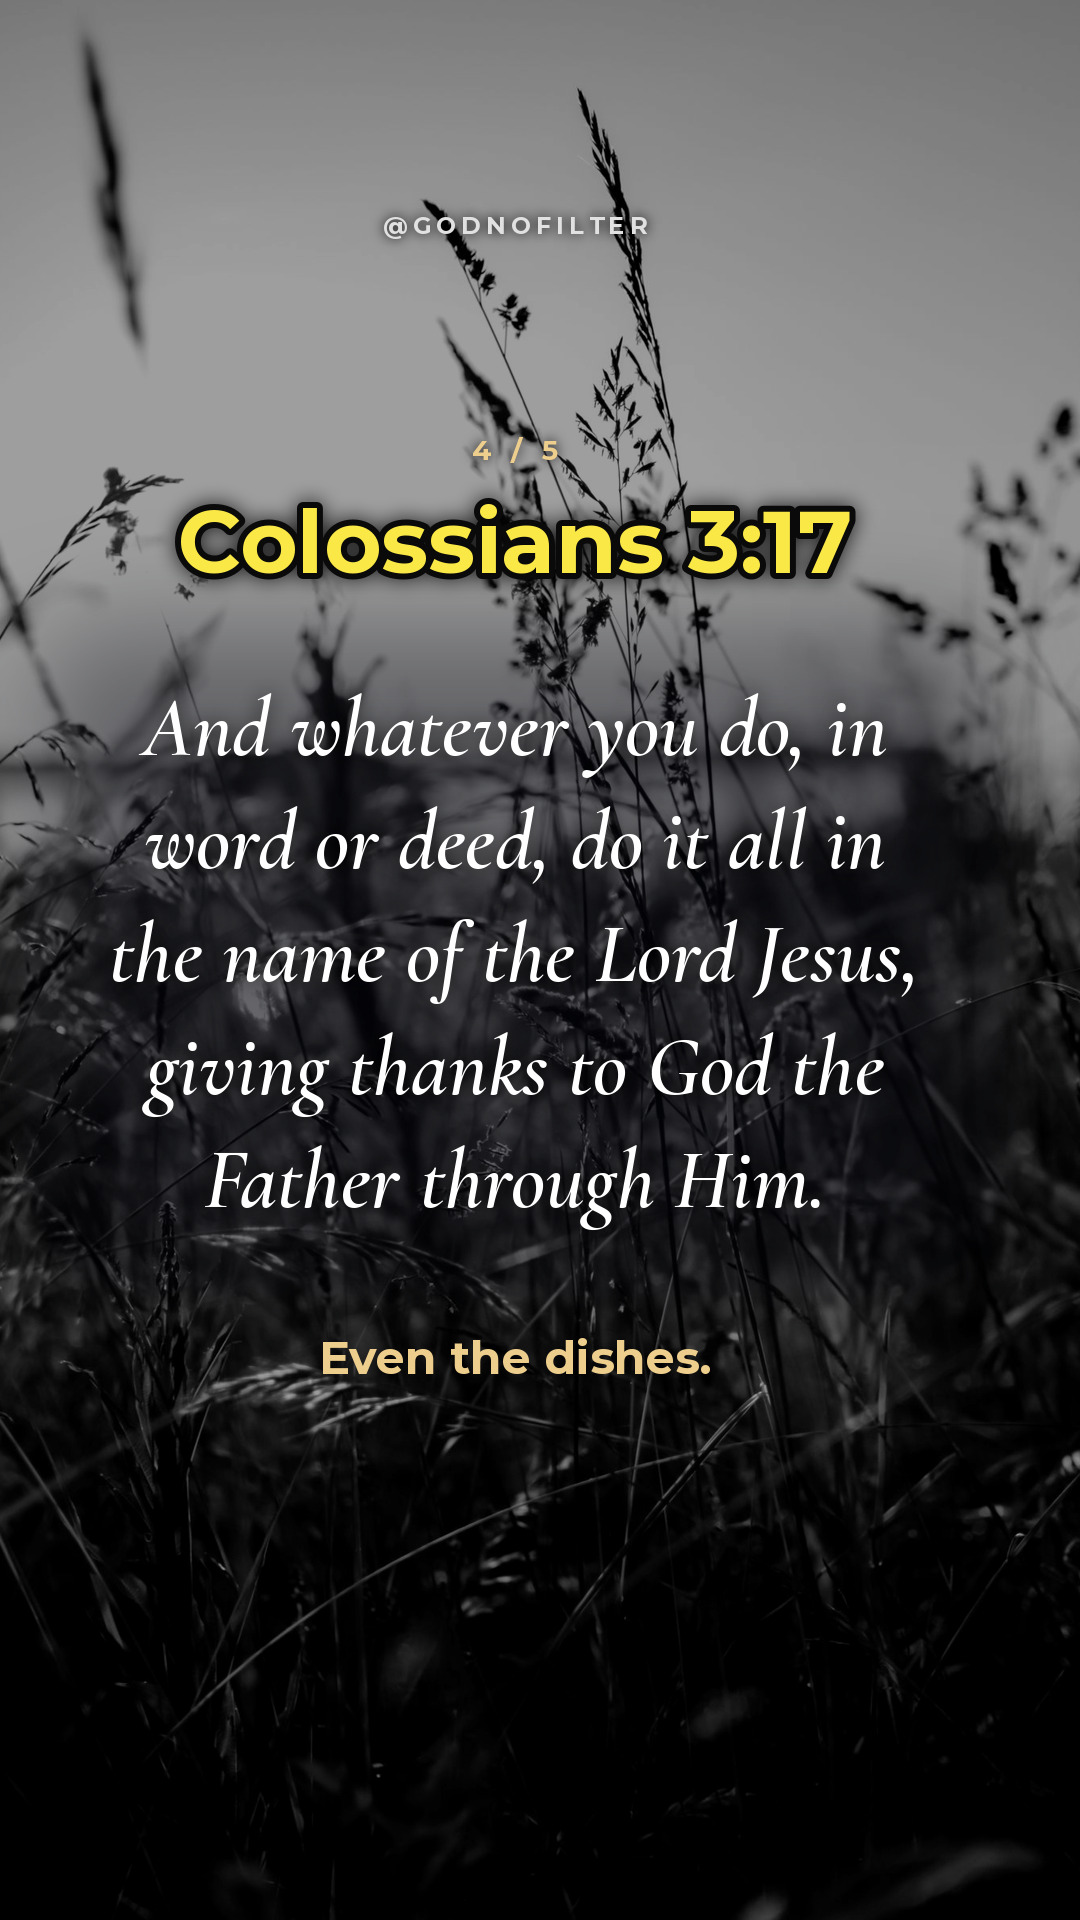 @GODNOFILTER
4 / 5
Colossians 3:17
And whatever you do, in
word or deed, do it all in
the name of the Lord Jesus,
giving thanks to God the
Father through Him.
Even the dishes.